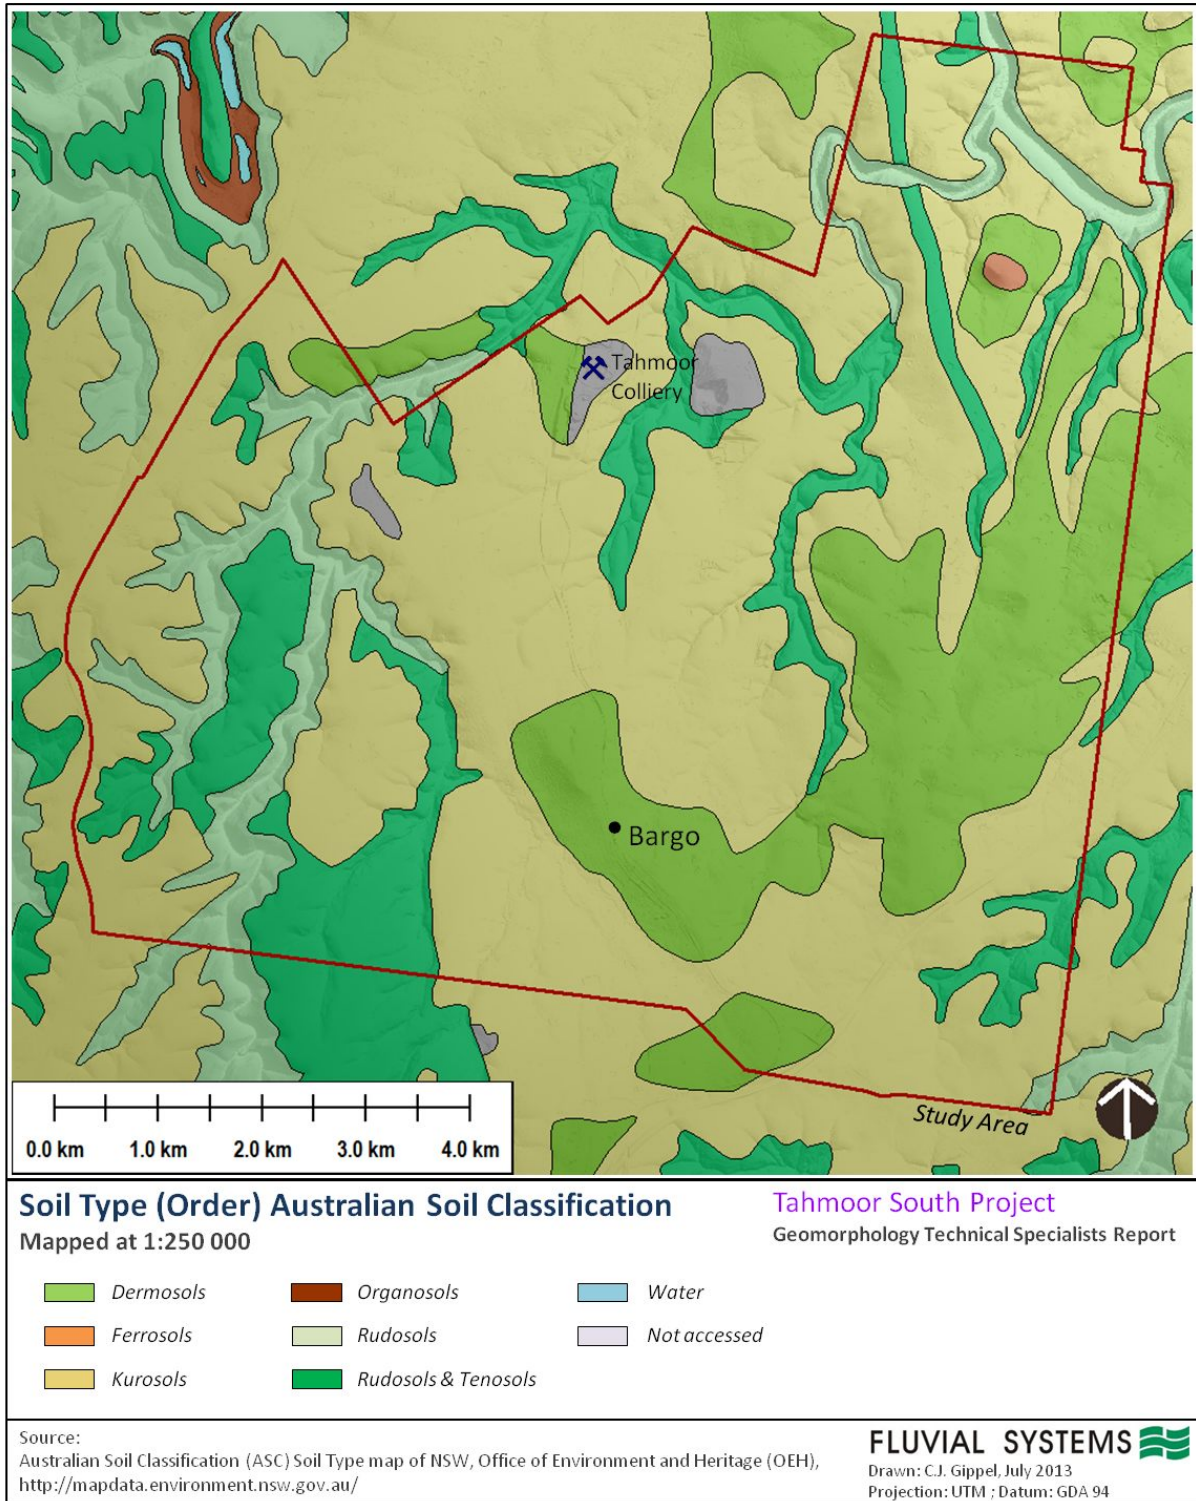 Tahmoor
Colliery
Bargo
Study Area
0.0 km 1.0 km 2.0 km 3.0 km 4.0 km
Soil Type (Order) Australian Soil Classification
Mapped at 1:250 000
Tahmoor South Project
Geomorphology Technical Specialists Report
Dermosols
Organosols
Water
Ferrosols
Rudosols
Not accessed
Kurosols
Rudosols & Tenosols
Source:
Australian Soil Classification (ASC) Soil Type map of NSW, Office of Environment and Heritage (OEH),
http://mapdata.environment.nsw.gov.au/
FLUVIAL SYSTEMS
Drawn: C.J. Gippel, July 2013
Projection: UTM ; Datum: GDA 94